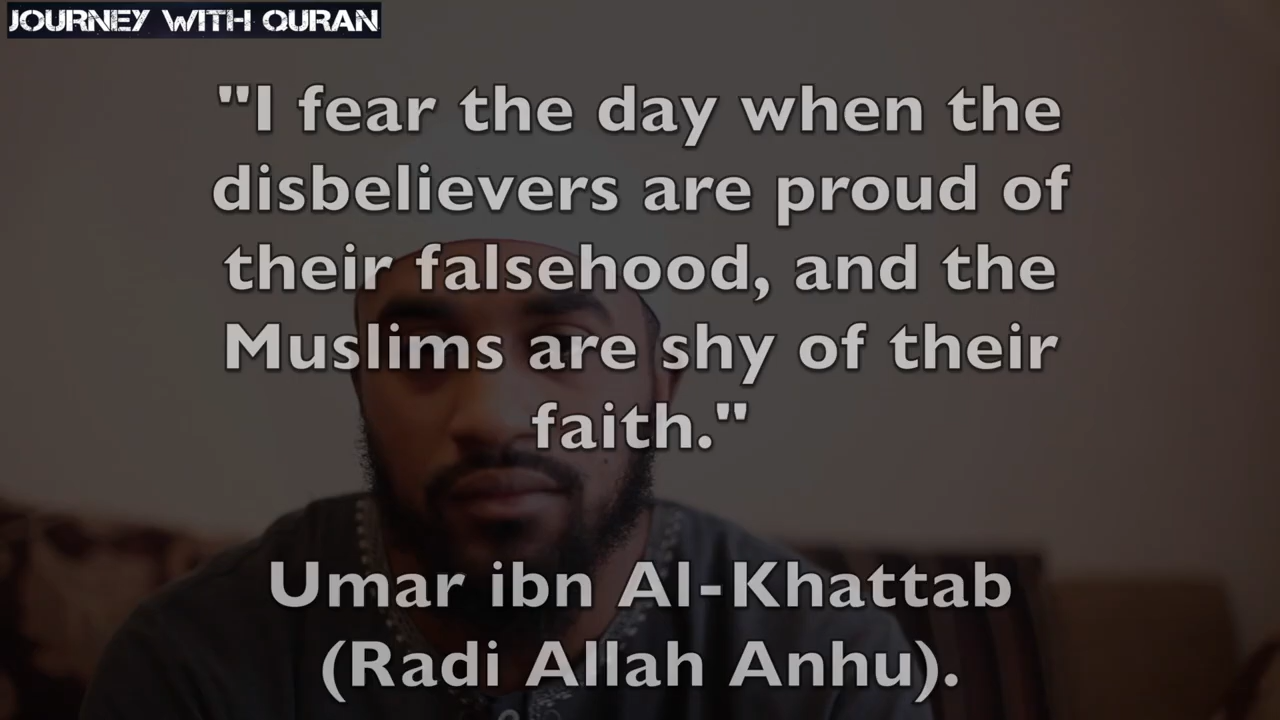 JOURNEY WITH QURAN
"I fear the day when the
disbelievers are proud of
their falsehood, and the
Muslims are shy of their
faith."
Umar ibn Al-Khattab
(Radi Allah Anhu).